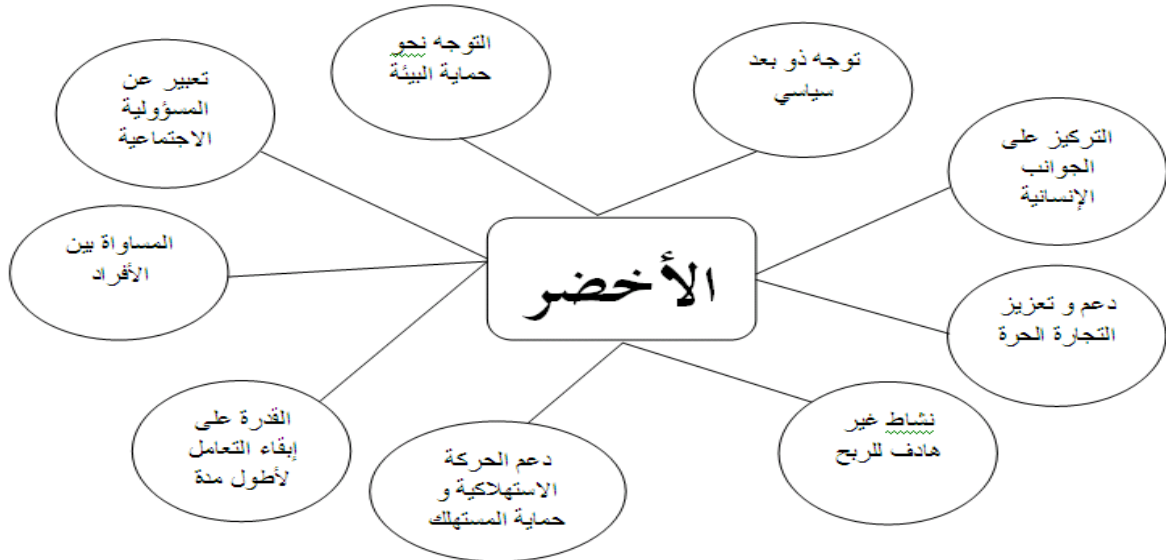 توجه ذو بعد
سياسي
التوجه نحو
حماية البيئة
تعبير عن
المسؤولية
الاجتماعية
التركيز على
الجوانب
الإنسانية
المساواة بين
الأفراد
الأخضر
دعم و تعزيز
التجارة الحرة
القدرة على
إبقاء التعامل
لأطول مدة
دعم الحركة
الاستهلاكية و
حماية المستهلك
نشاط غير
هادف للربح